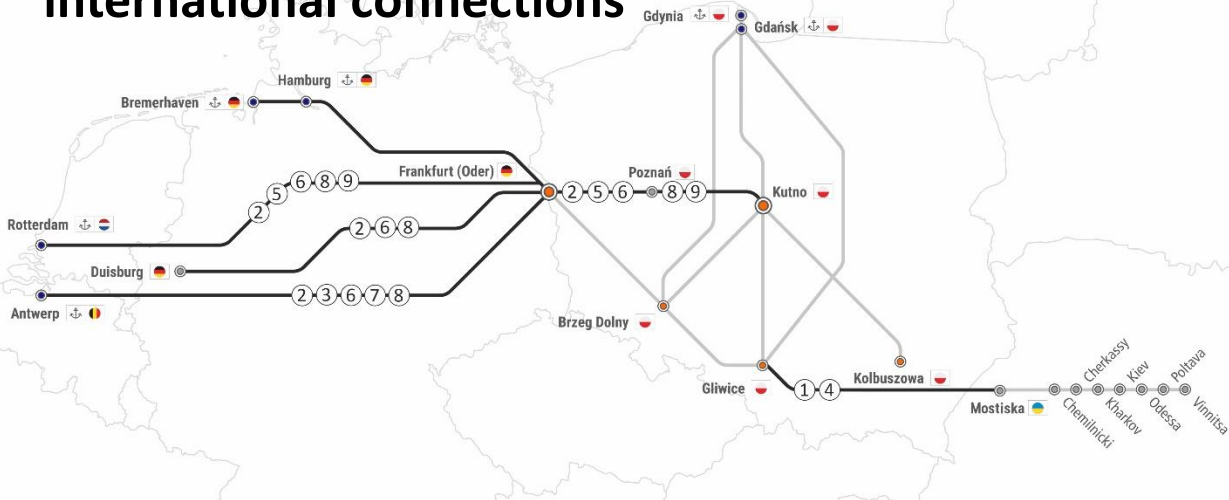 international connections
Gdynia
Gdańsk
Hamburg
Bremerhaven
Frankfurt (Oder)
Poznań
6 8 9
5
2
2 5 6 8 9
Kutno
Rotterdam
2 6 8
Duisburg
2 3 6 7 8
Antwerp
Brzeg Dolny
Gliwice
1 4
Kolbuszowa
Mostiska
Cherkassy
Kiev
Poltava
Chemilnicki
Kharkov
Odessa
Vinnitsa